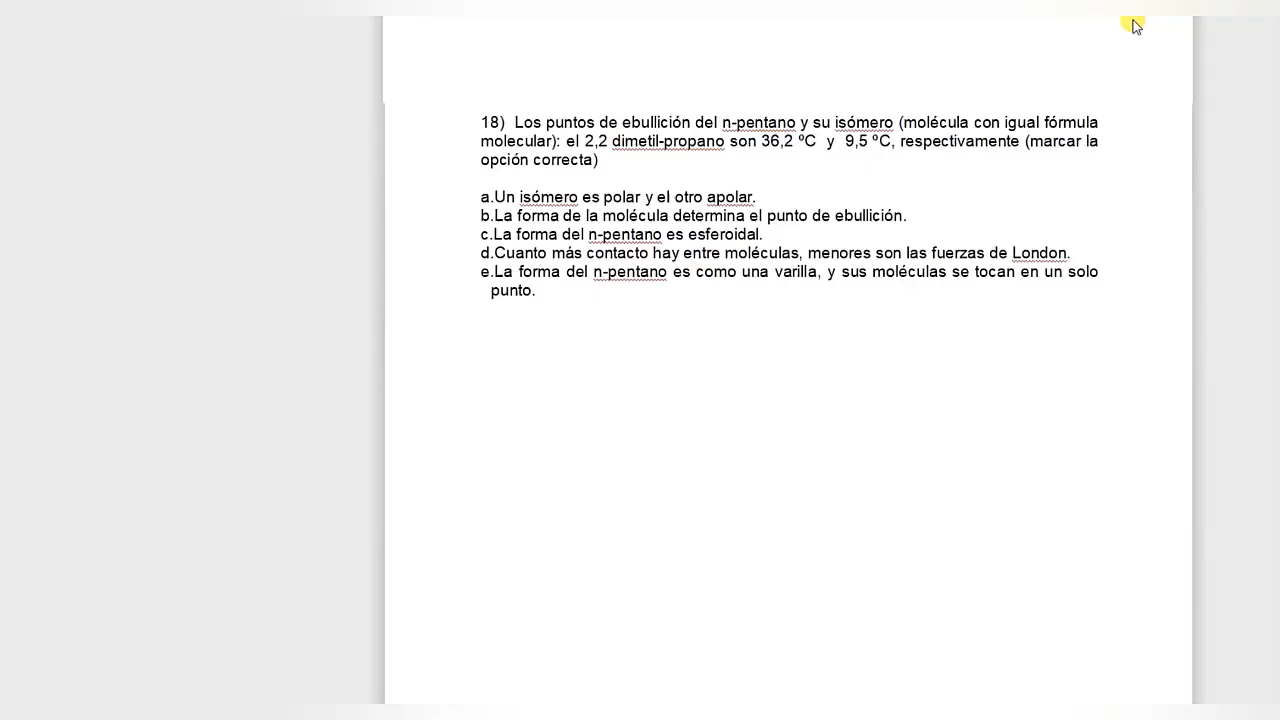 18) Los puntos de ebullición del n-pentano y su isómero (molécula con igual fórmula
molecular): el 2,2 dimetil-propano son 36,2 ºC y 9,5 ºC, respectivamente (marcar la
opción correcta)
a.Un isómero es polar y el otro apolar.
b.La forma de la molécula determina el punto de ebullición.
c.La forma del n-pentano es esferoidal.
d.Cuanto más contacto hay entre moléculas, menores son las fuerzas de London.
e.La forma del n-pentano es como una varilla, y sus moléculas se tocan en un solo
punto.